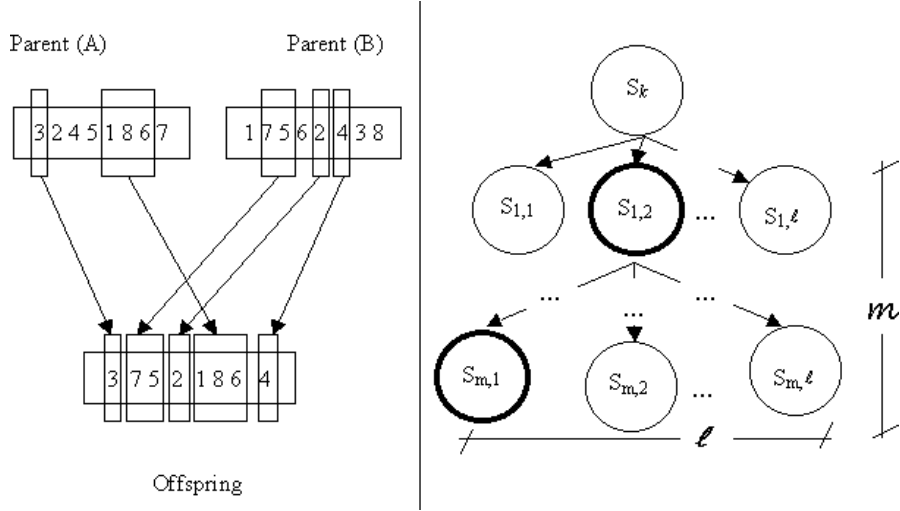 Parent (A)
Parent (B)
3 2 4 5 1 8 6 7
1 7 5 6 2 4 3 8
3 7 5 2 1 8 6 4
Offspring
Sk
S1,1
S1,2
...
S1,ℓ
...
...
...
Sm,1
Sm,2
...
Sm,ℓ
m
ℓ